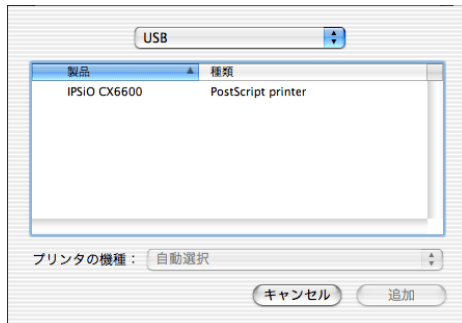 USB
製品 種類
IPSiO CX6600 PostScript printer
プリンタの機種： 自動選択
キャンセル 追加